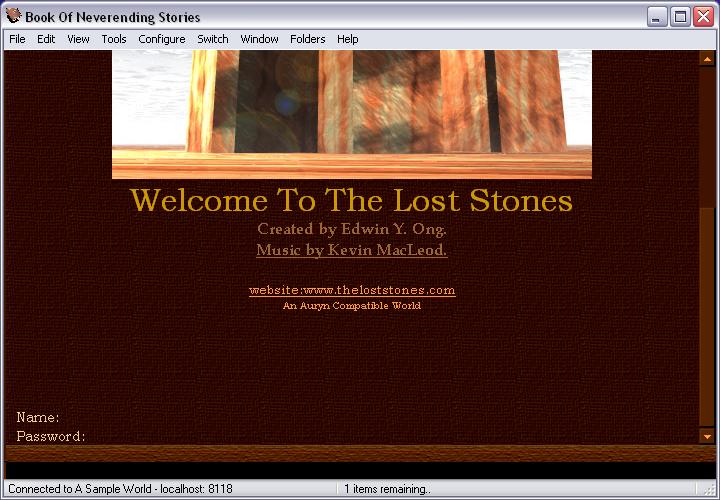 Book Of Neverending Stories
File Edit View Tools Configure Switch Window Folders Help
Welcome To The Lost Stones
Created by Edwin Y. Ong.
Music by Kevin MacLeod.
website:www.theloststones.com
An Auryn Compatible World
Name:
Password:
Connected to A Sample World - localhost: 8118 1 items remaining..